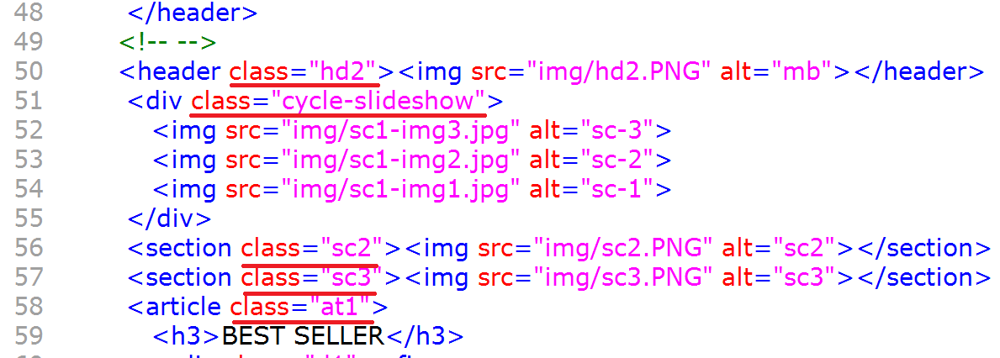 48 </header>
49 <!-- -->
50 <header class="hd2"><img src="img/hd2.PNG" alt="mb"></header>
51 <div class="cycle-slideshow">
52 <img src="img/sc1-img3.jpg" alt="sc-3">
53 <img src="img/sc1-img2.jpg" alt="sc-2">
54 <img src="img/sc1-img1.jpg" alt="sc-1">
55 </div>
56 <section class="sc2"><img src="img/sc2.PNG" alt="sc2"></section>
57 <section class="sc3"><img src="img/sc3.PNG" alt="sc3"></section>
58 <article class="at1">
59 <h3>BEST SELLER</h3>